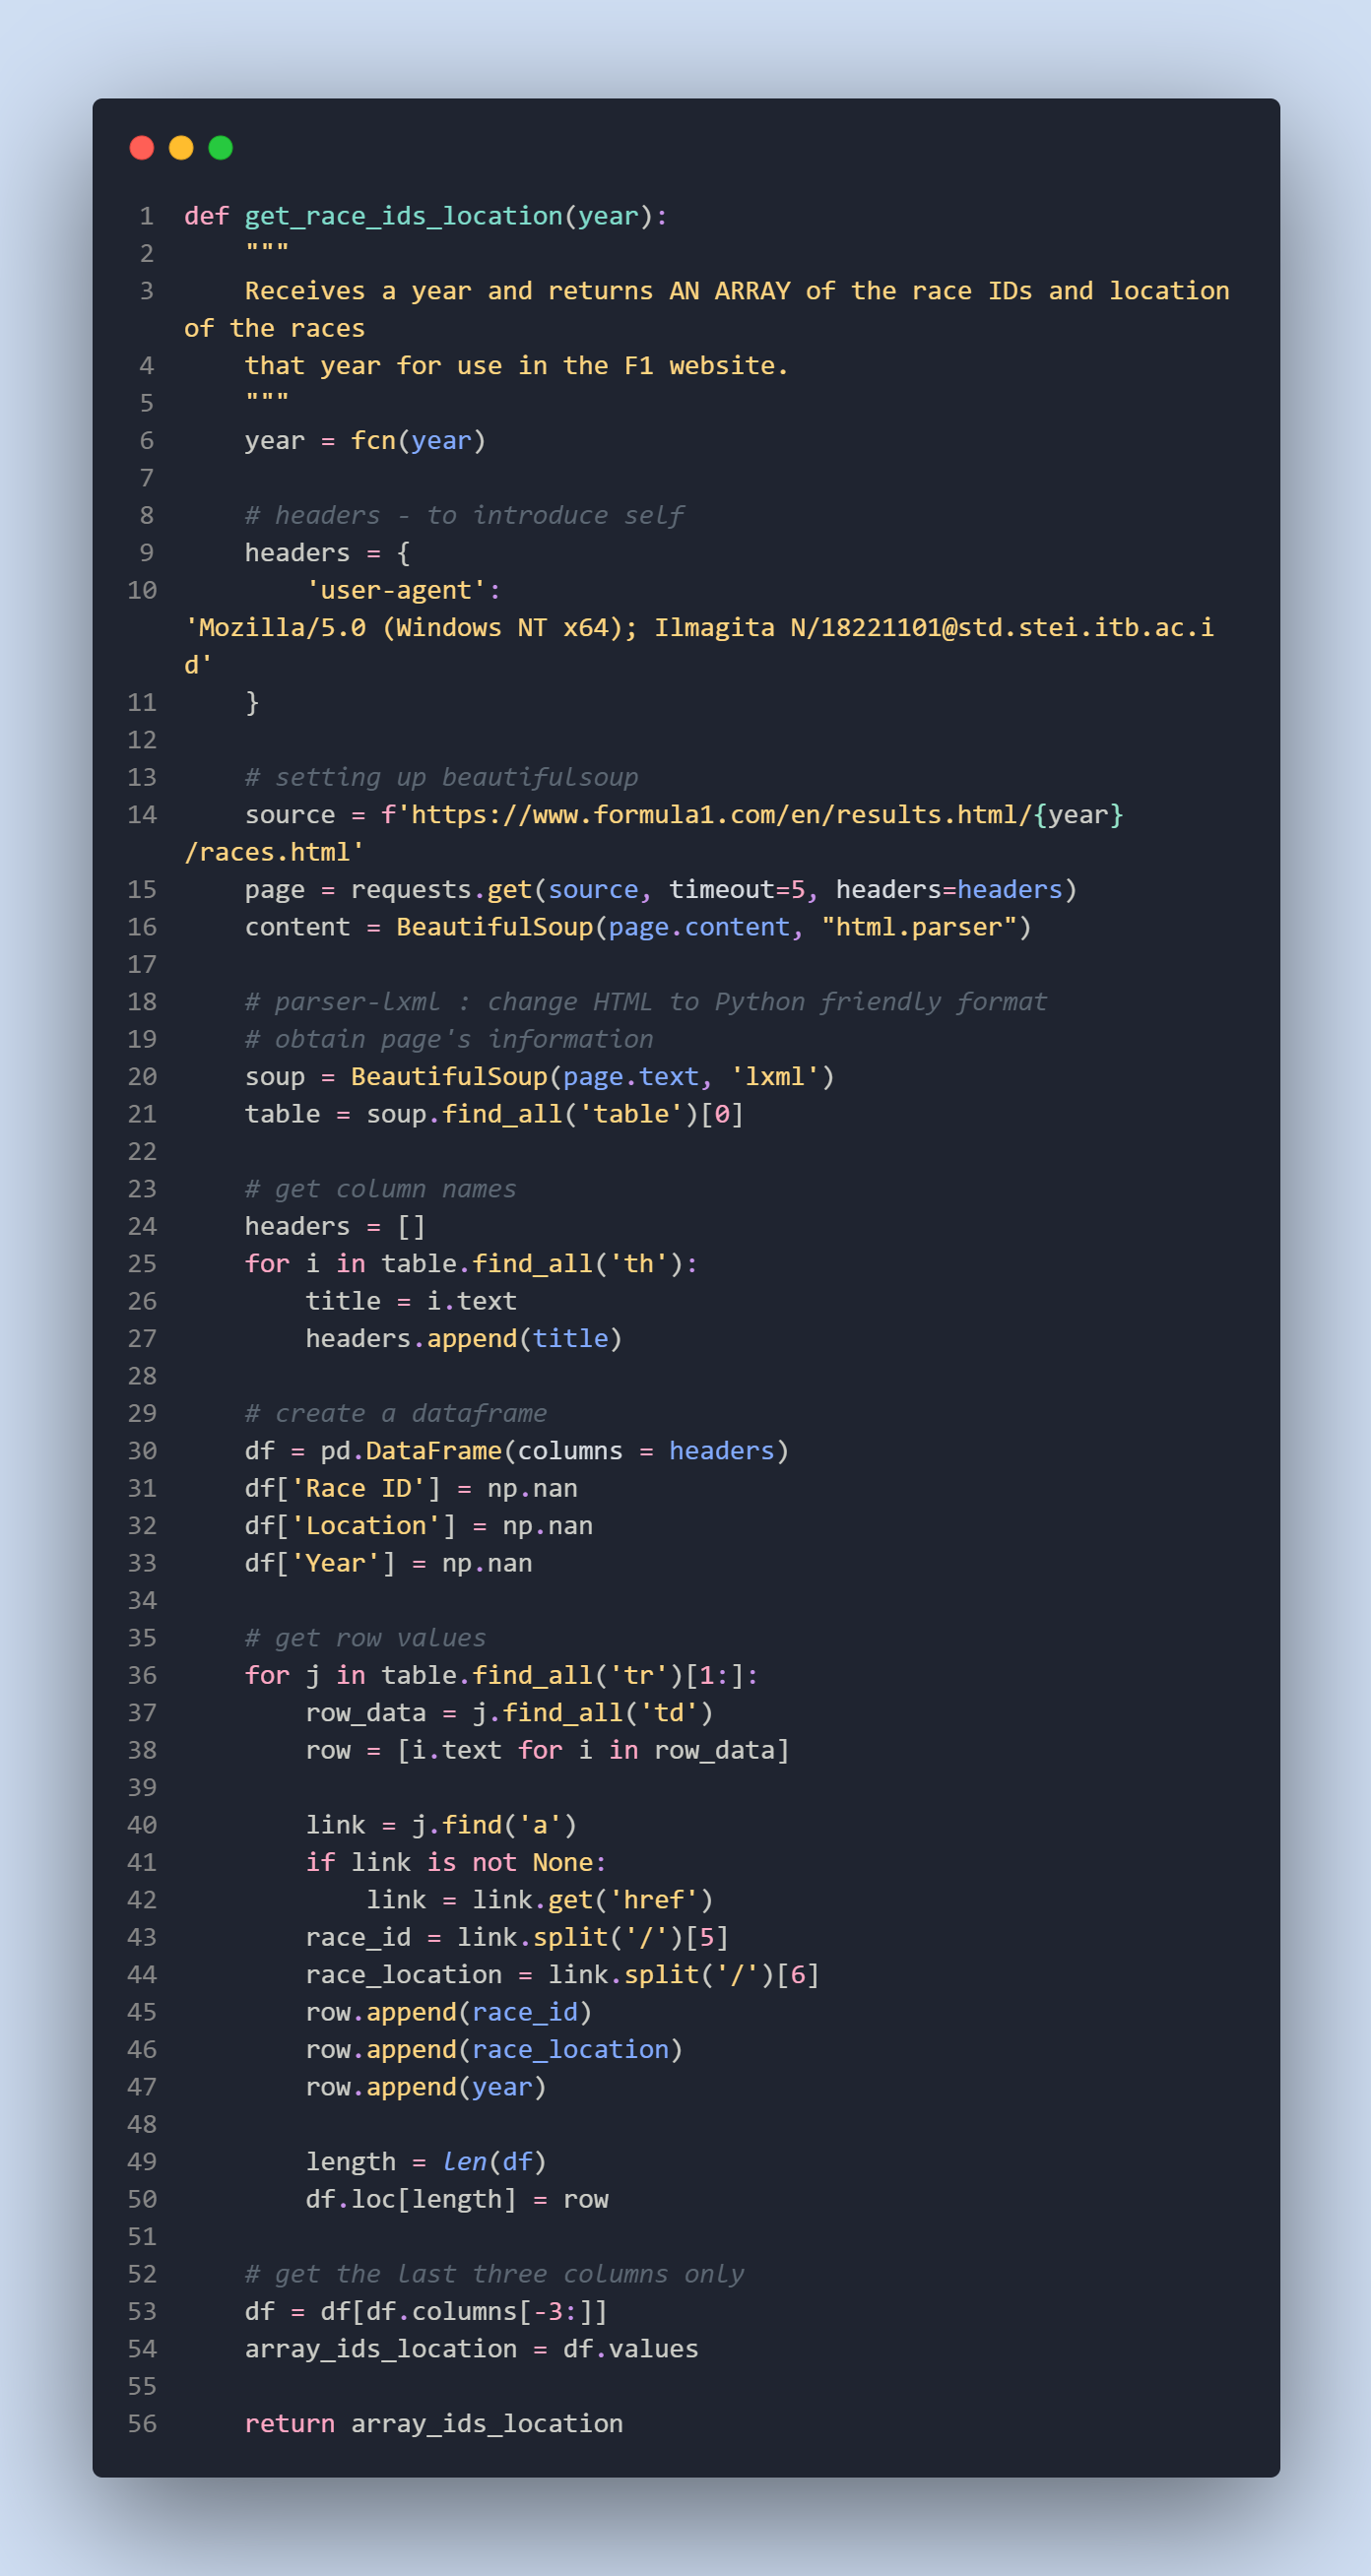 1 def get_race_ids_location(year):
2     """
3     Receives a year and returns AN ARRAY of the race IDs and location
of the races
4     that year for use in the F1 website.
5     """
6     year = fcn(year)
7
8     # headers - to introduce self
9     headers = {
10         'user-agent':
'Mozilla/5.0 (Windows NT x64); Ilmagita N/18221101@std.stei.itb.ac.i
d'
11     }
12
13     # setting up beautifulsoup
14     source = f'https://www.formula1.com/en/results.html/{year}
/races.html'
15     page = requests.get(source, timeout=5, headers=headers)
16     content = BeautifulSoup(page.content, "html.parser")
17
18     # parser-lxml : change HTML to Python friendly format
19     # obtain page's information
20     soup = BeautifulSoup(page.text, 'lxml')
21     table = soup.find_all('table')[0]
22
23     # get column names
24     headers = []
25     for i in table.find_all('th'):
26         title = i.text
27         headers.append(title)
28
29     # create a dataframe
30     df = pd.DataFrame(columns = headers)
31     df['Race ID'] = np.nan
32     df['Location'] = np.nan
33     df['Year'] = np.nan
34
35     # get row values
36     for j in table.find_all('tr')[1:]:
37         row_data = j.find_all('td')
38         row = [i.text for i in row_data]
39
40         link = j.find('a')
41         if link is not None:
42             link = link.get('href')
43         race_id = link.split('/')[5]
44         race_location = link.split('/')[6]
45         row.append(race_id)
46         row.append(race_location)
47         row.append(year)
48
49         length = len(df)
50         df.loc[length] = row
51
52     # get the last three columns only
53     df = df[df.columns[-3:]]
54     array_ids_location = df.values
55
56     return array_ids_location